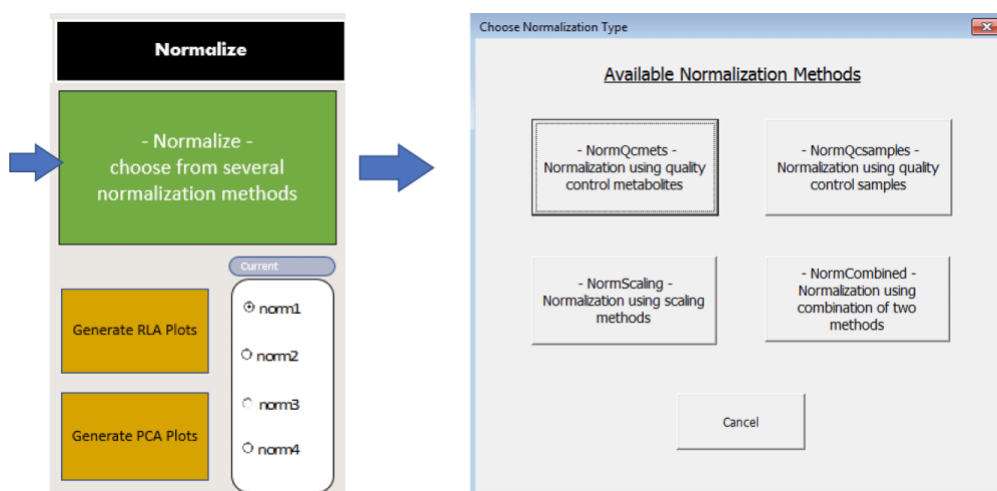 Normalize
- Normalize -
choose from several
normalization methods
Current
norm1
norm2
norm3
norm4
Generate RLA Plots
Generate PCA Plots
Choose Normalization Type
Available Normalization Methods
- NormQcmets -
Normalization using quality
control metabolites
- NormQcsamples -
Normalization using quality
control samples
- NormScaling -
Normalization using scaling
methods
- NormCombined -
Normalization using
combination of two
methods
Cancel